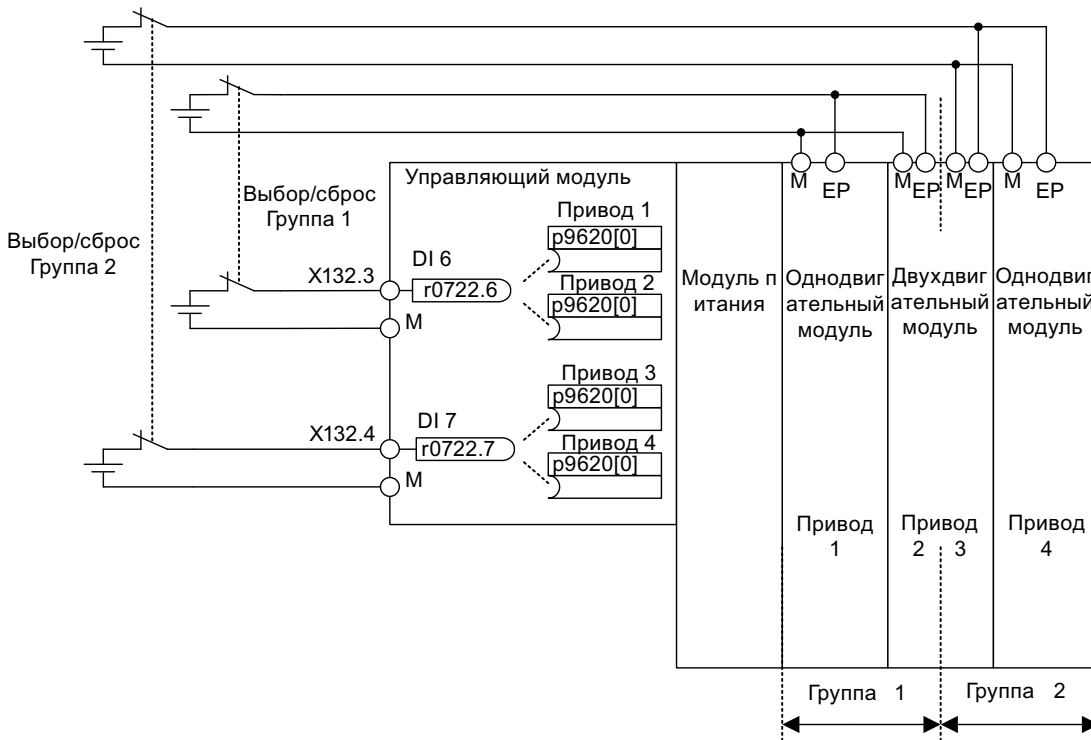 M
EP
M
EP
M
EP
M
EP
Управляющий модуль
Выбор/сброс
Группа 1
Выбор/сброс
Группа 2
Привод 1
p9620[0]
X132.3
DI 6
r0722.6
Привод 2
p9620[0]
M
Привод 3
p9620[0]
X132.4
DI 7
r0722.7
Привод 4
p9620[0]
M
Модуль п
итания
Однодвиг
ательный
модуль
Двухдвиг
ательный
модуль
Однодвиг
ательный
модуль
Привод
1
Привод
2 3
Привод
4
Группа 1
Группа 2